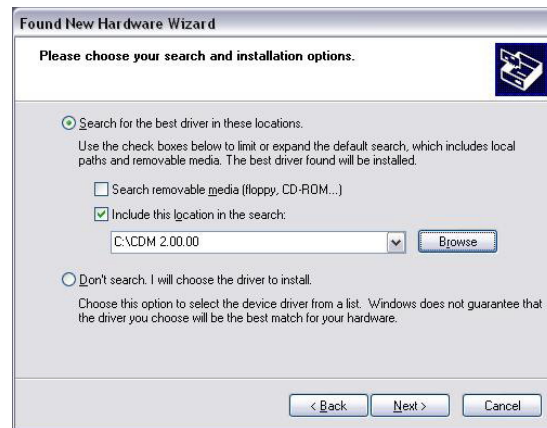 Found New Hardware Wizard
Please choose your search and installation options.
Search for the best driver in these locations.
Use the check boxes below to limit or expand the default search, which includes local
paths and removable media. The best driver found will be installed.
Search removable media (floppy, CD-ROM...)
Include this location in the search:
C:\CDM 2.00.00
Browse
Don't search. I will choose the driver to install.
Choose this option to select the device driver from a list. Windows does not guarantee that
the driver you choose will be the best match for your hardware.
< Back Next > Cancel